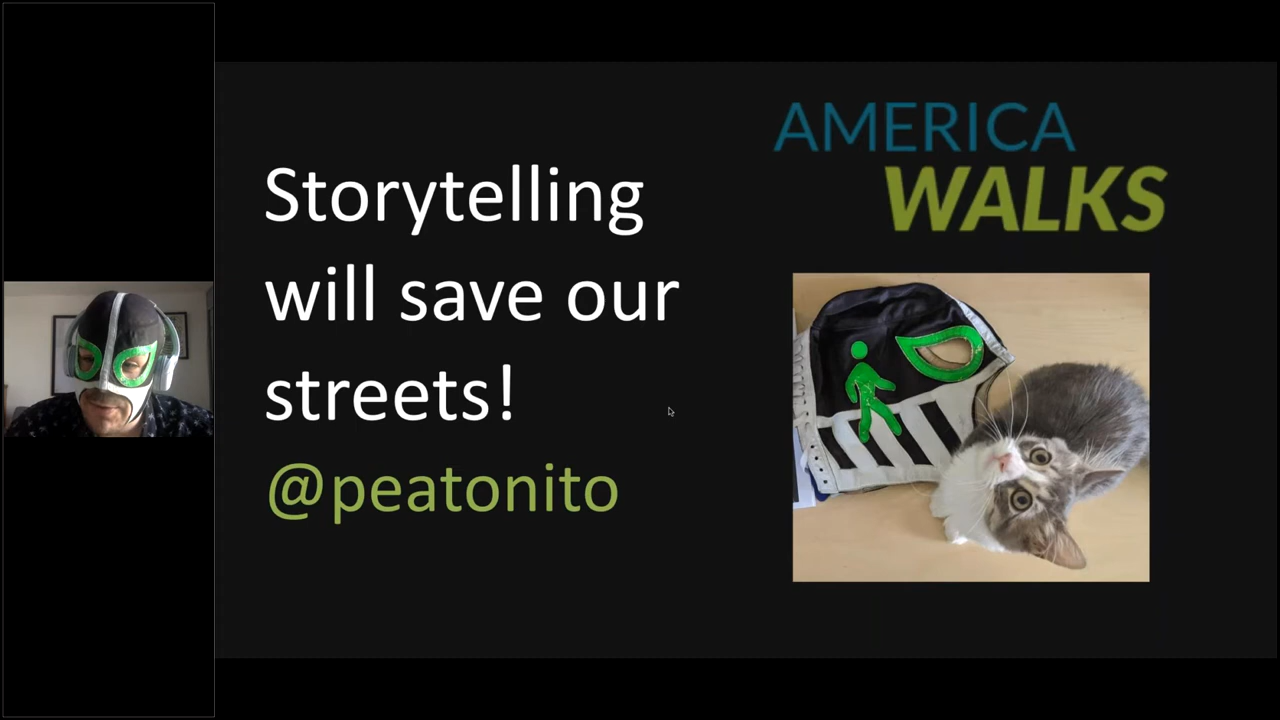 Storytelling
will save our
streets!
@peatonito
AMERICA
WALKS